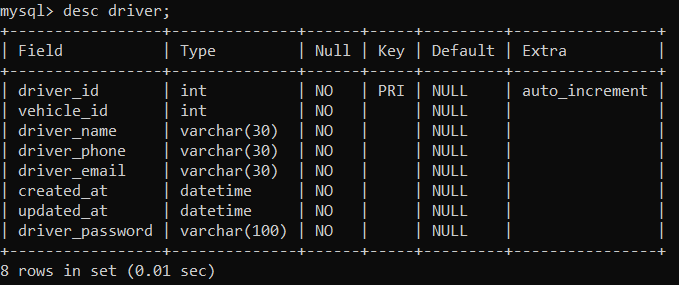 mysql> desc driver;
+-----------------+--------------+------+-----+---------+----------------+
| Field           | Type         | Null | Key | Default | Extra          |
+-----------------+--------------+------+-----+---------+----------------+
| driver_id       | int          | NO   | PRI | NULL    | auto_increment |
| vehicle_id      | int          | NO   |     | NULL    |                |
| driver_name     | varchar(30)  | NO   |     | NULL    |                |
| driver_phone    | varchar(30)  | NO   |     | NULL    |                |
| driver_email    | varchar(30)  | NO   |     | NULL    |                |
| created_at      | datetime     | NO   |     | NULL    |                |
| updated_at      | datetime     | NO   |     | NULL    |                |
| driver_password | varchar(100) | NO   |     | NULL    |                |
+-----------------+--------------+------+-----+---------+----------------+
8 rows in set (0.01 sec)